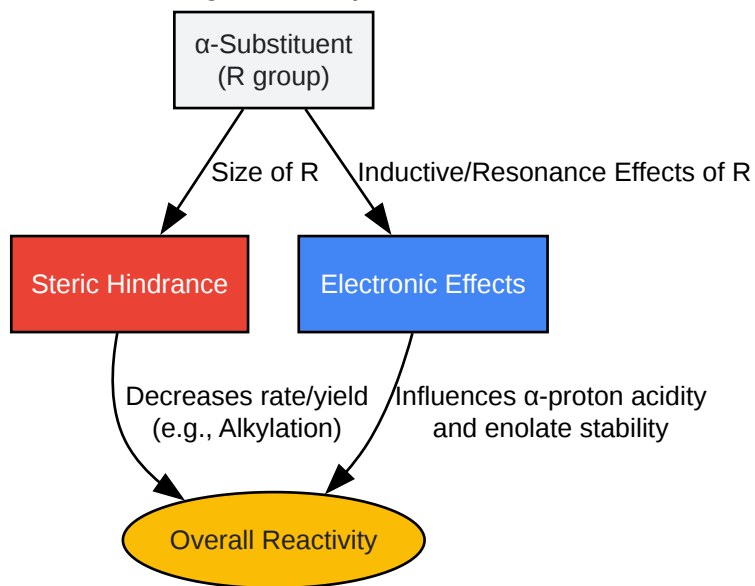 α-Substituent
(R group)
Size of R
Inductive/Resonance Effects of R
Steric Hindrance
Electronic Effects
Decreases rate/yield
(e.g., Alkylation)
Influences α-proton acidity
and enolate stability
Overall Reactivity